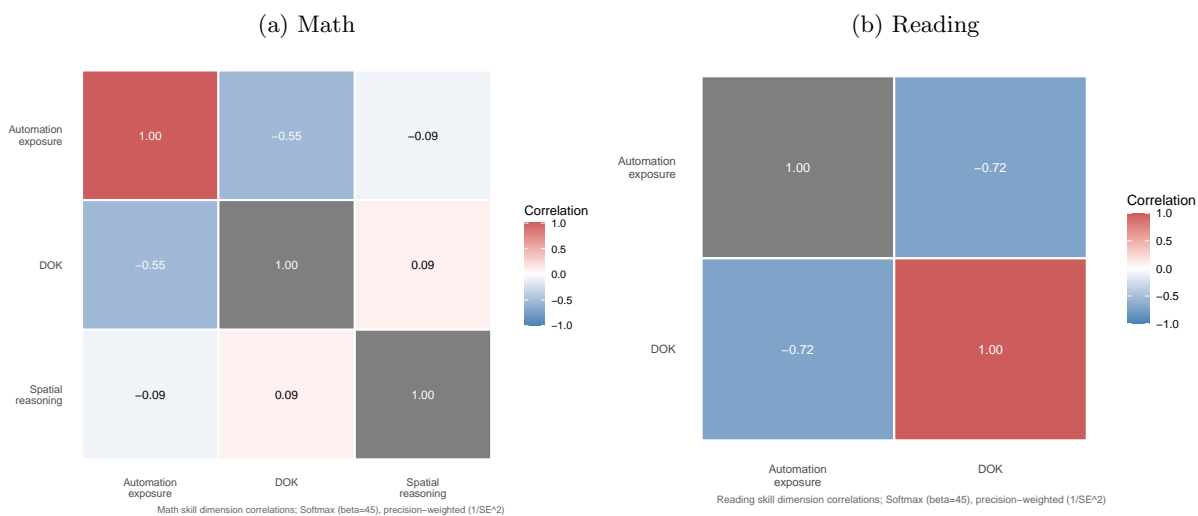 (a) Math
Automation
exposure
1.00
−0.55
−0.09
DOK
−0.55
1.00
0.09
Spatial
reasoning
−0.09
0.09
1.00
Automation
exposure
DOK
Spatial
reasoning
Correlation
1.0
0.5
0.0
−0.5
−1.0
Math skill dimension correlations; Softmax (beta=45), precision−weighted (1/SE^2)
(b) Reading
Automation
exposure
1.00
−0.72
DOK
−0.72
1.00
Automation
exposure
DOK
Correlation
1.0
0.5
0.0
−0.5
−1.0
Reading skill dimension correlations; Softmax (beta=45), precision−weighted (1/SE^2)